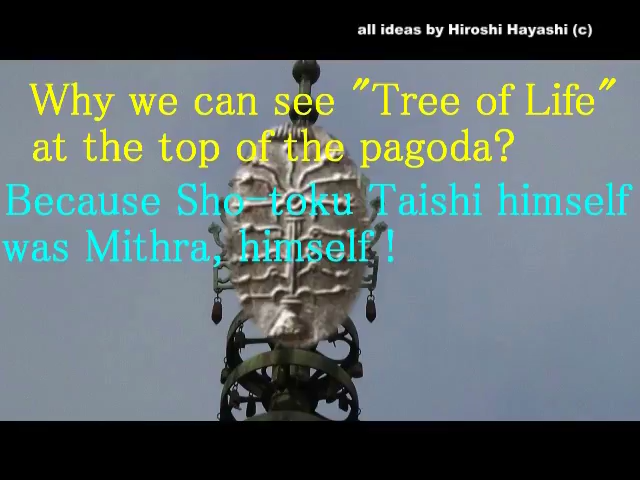 all ideas by Hiroshi Hayashi (c)
Why we can see "Tree of Life"
at the top of the pagoda?
Because Sho-toku Taishi himself
was Mithra, himself !